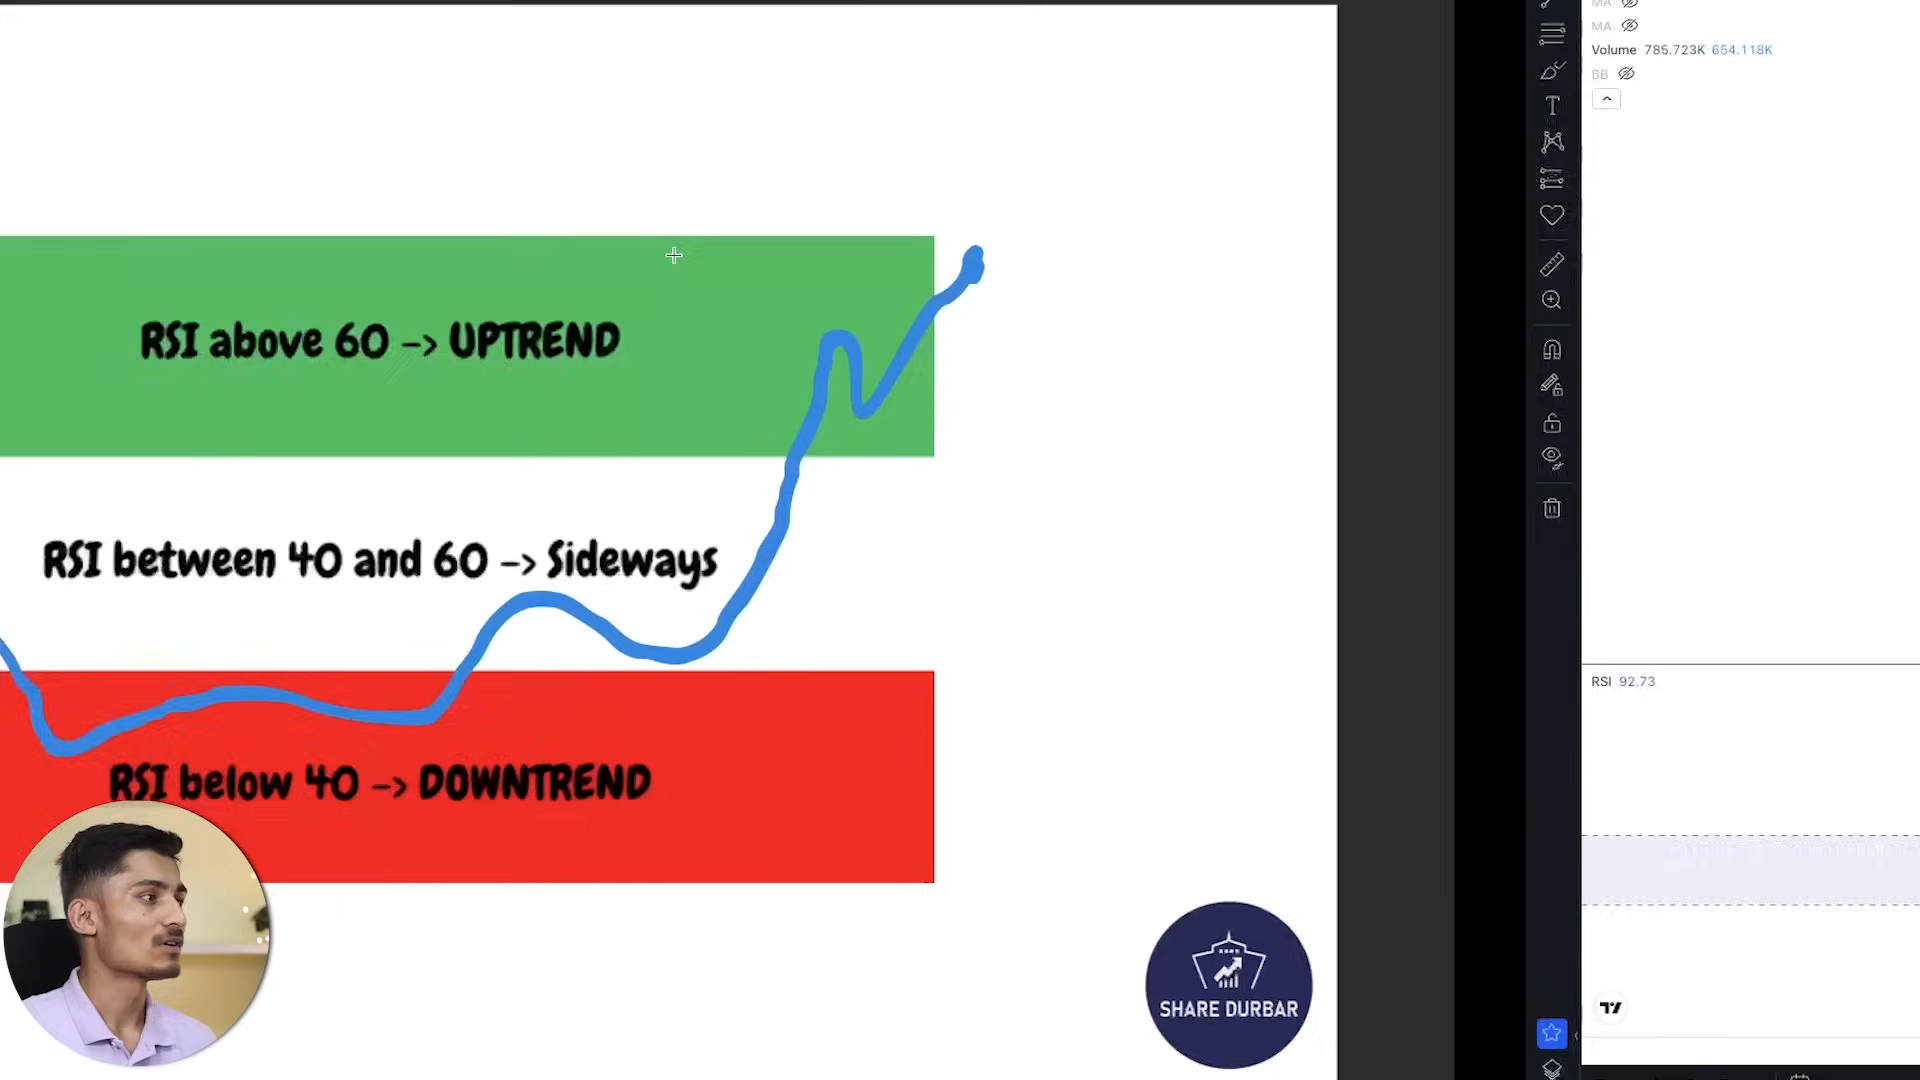 RSI above 60 -> UPTREND
RSI between 40 and 60 -> Sideways
RSI below 40 -> DOWNTREND
SHARE DURBAR
MA
MA
Volume 785.723K 654.118K
BB
RSI 92.73